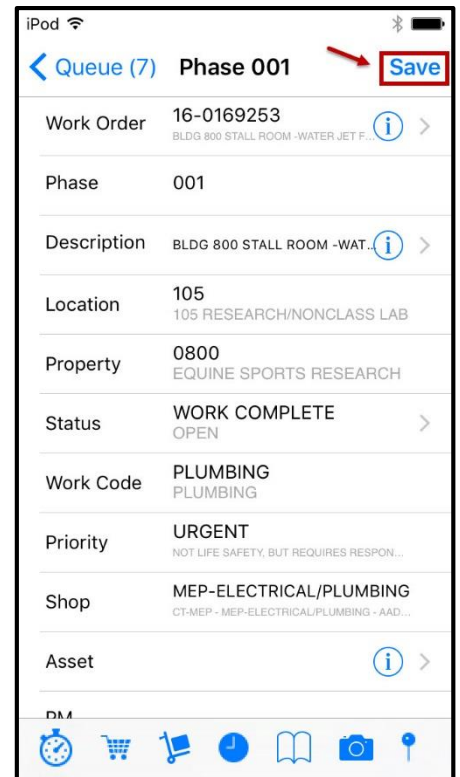 iPod
Queue (7) Phase 001 Save
Work Order 16-0169253
BLDG 800 STALL ROOM -WATER JET F...
Phase 001
Description BLDG 800 STALL ROOM -WAT...
Location 105
105 RESEARCH/NONCLASS LAB
Property 0800
EQUINE SPORTS RESEARCH
Status WORK COMPLETE
OPEN
Work Code PLUMBING
PLUMBING
Priority URGENT
NOT LIFE SAFETY, BUT REQUIRES RESPON...
Shop MEP-ELECTRICAL/PLUMBING
CT-MEP - MEP-ELECTRICAL/PLUMBING - AAD...
Asset
PM